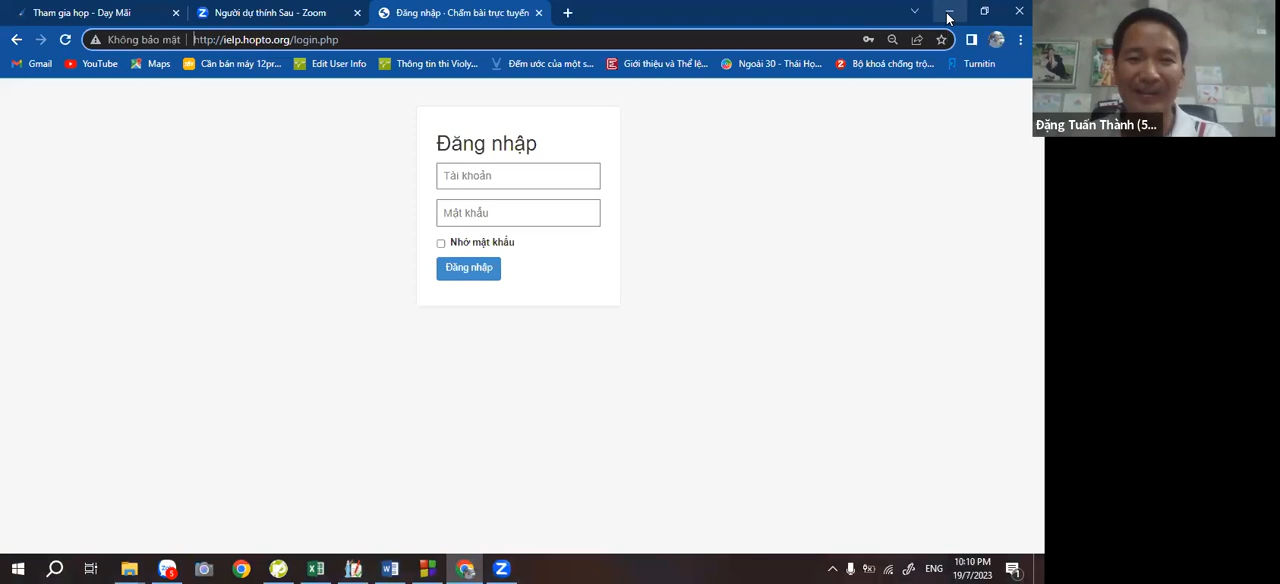 Tham gia họp - Dạy Mãi
Người dự thính Sau - Zoom
Đăng nhập · Chấm bài trực tuyến
Không bảo mật
http://ielp.hopto.org/login.php
Gmail
YouTube
Maps
Căn bán máy 12pr...
Edit User Info
Thông tin thi Violy...
Đếm ước của một s...
Giới thiệu và Thể lệ...
Ngoài 30 - Thái Họ...
Bộ khoá chống trộ...
Turnitin
Đặng Tuấn Thành (5...
Đăng nhập
Tài khoản
Mật khẩu
Nhớ mật khẩu
Đăng nhập
ENG
10:10 PM
19/7/2023